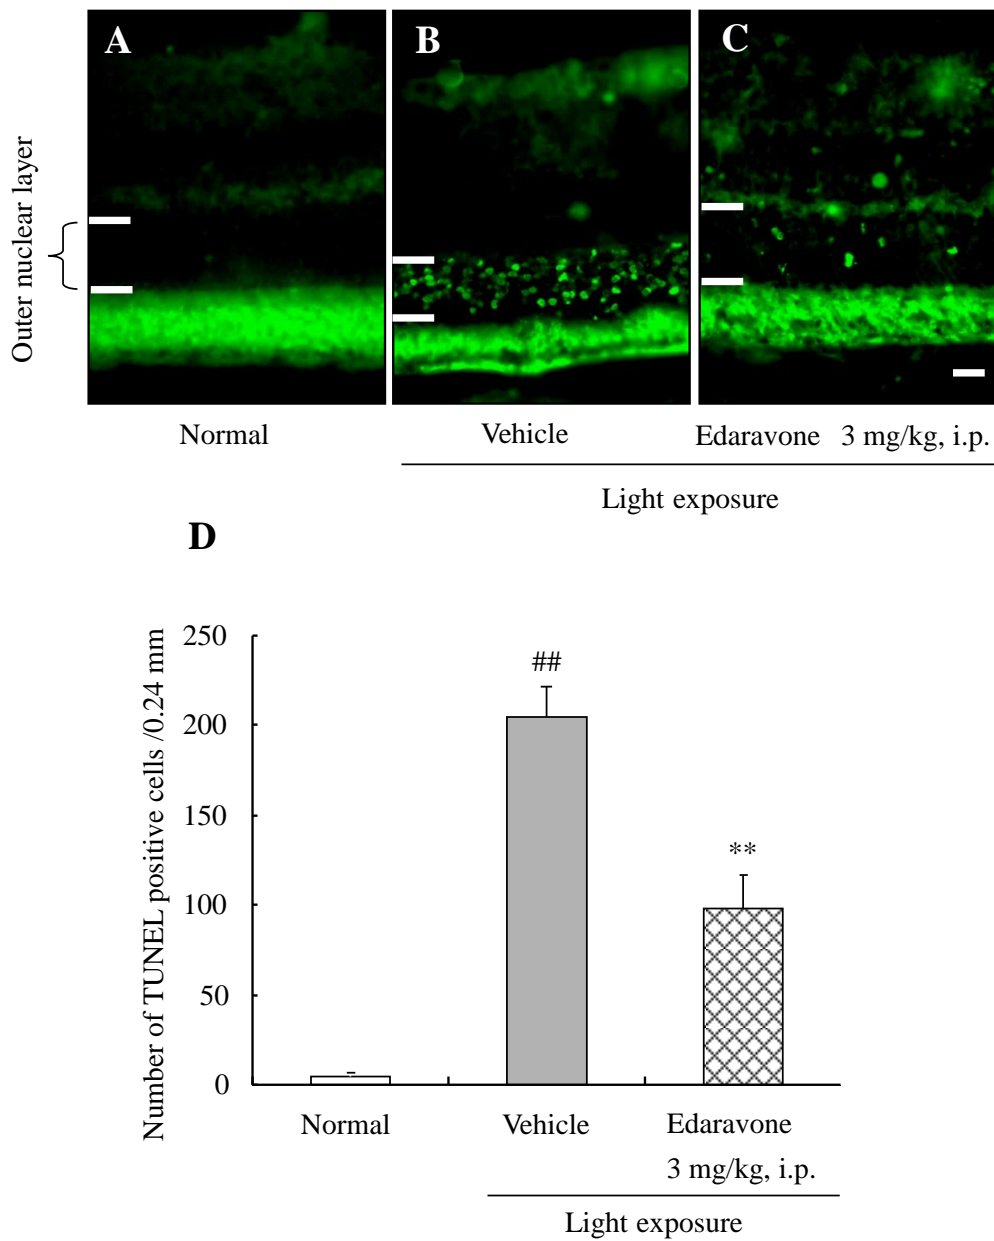 A
B
C
Outer nuclear layer
Normal
Vehicle
Edaravone 3 mg/kg, i.p.
Light exposure
D
Number of TUNEL positive cells /0.24 mm
250
200
150
100
50
0
##
**
Normal
Vehicle
Edaravone
3 mg/kg, i.p.
Light exposure